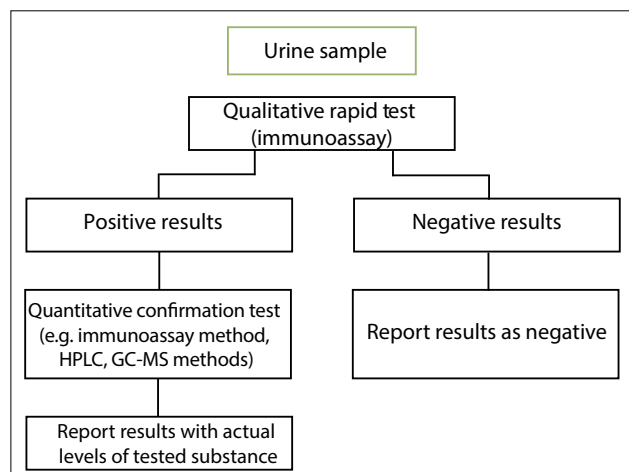 Urine sample
Qualitative rapid test
(immunoassay)
Positive results
Negative results
Quantitative confirmation test
(e.g. immunoassay method,
HPLC, GC-MS methods)
Report results as negative
Report results with actual
levels of tested substance